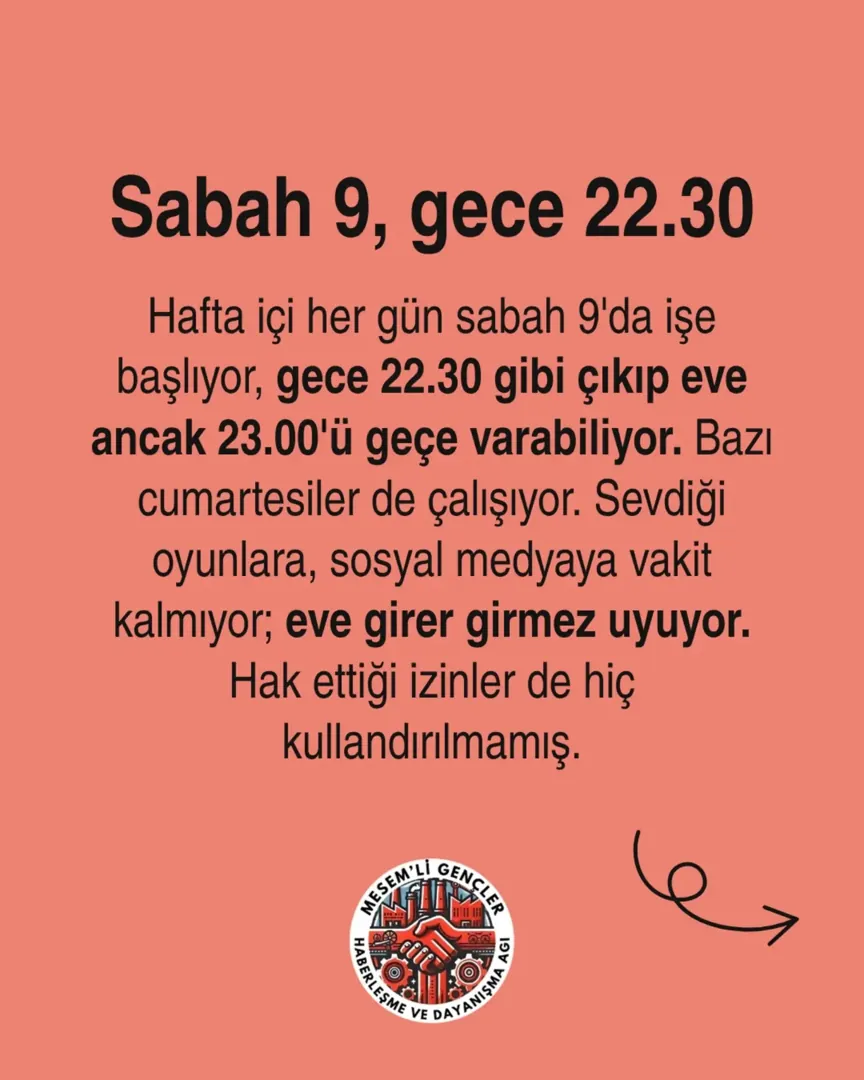 Sabah 9, gece 22.30
Hafta içi her gün sabah 9'da işe
başlıyor, gece 22.30 gibi çıkıp eve
ancak 23.00'ü geçe varabiliyor. Bazı
cumartesiler de çalışıyor. Sevdiği
oyunlara, sosyal medyaya vakit
kalmıyor; eve girer girmez uyuyor.
Hak ettiği izinler de hiç
kullandırılmamış.
MESEM'Lİ GENÇLER
HABERLEŞME VE DAYANIŞMA AĞI